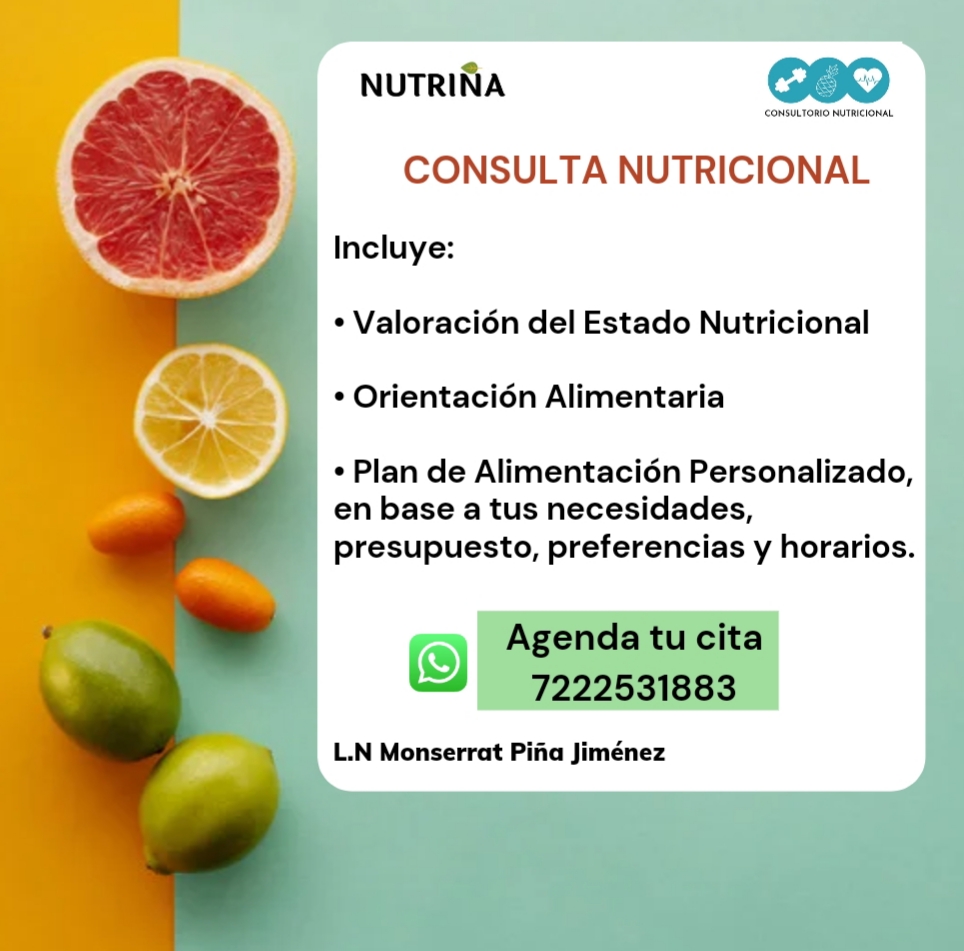 NUTRIÑA
CONSULTORIO NUTRICIONAL
CONSULTA NUTRICIONAL
Incluye:
• Valoración del Estado Nutricional
• Orientación Alimentaria
• Plan de Alimentación Personalizado,
en base a tus necesidades,
presupuesto, preferencias y horarios.
Agenda tu cita
7222531883
L.N Monserrat Piña Jiménez